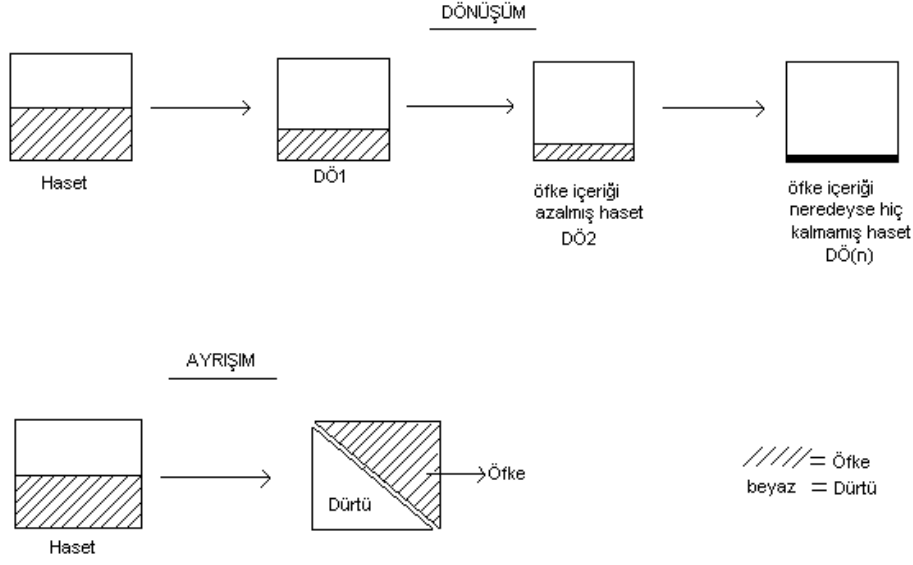 DÖNÜŞÜM
Haset
DÖ1
öfke içeriği
azalmış haset
DÖ2
öfke içeriği
neredeyse hiç
kalmamış haset
DÖ(n)
AYRIŞIM
Haset
Dürtü
Öfke
= Öfke
beyaz = Dürtü